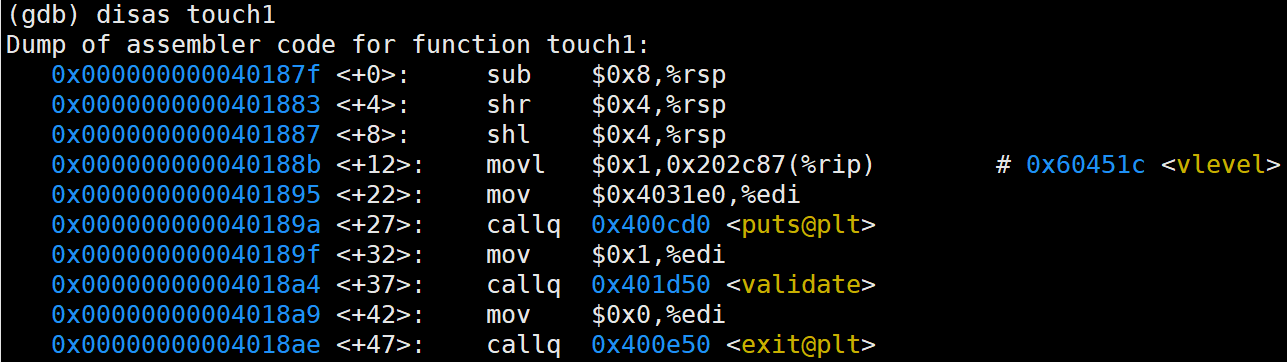 (gdb) disas touch1
Dump of assembler code for function touch1:
   0x000000000040187f <+0>:     sub    $0x8,%rsp
   0x0000000000401883 <+4>:     shr    $0x4,%rsp
   0x0000000000401887 <+8>:     shl    $0x4,%rsp
   0x000000000040188b <+12>:    movl   $0x1,0x202c87(%rip)        # 0x60451c <vlevel>
   0x0000000000401895 <+22>:    mov    $0x4031e0,%edi
   0x000000000040189a <+27>:    callq  0x400cd0 <puts@plt>
   0x000000000040189f <+32>:    mov    $0x1,%edi
   0x00000000004018a4 <+37>:    callq  0x401d50 <validate>
   0x00000000004018a9 <+42>:    mov    $0x0,%edi
   0x00000000004018ae <+47>:    callq  0x400e50 <exit@plt>